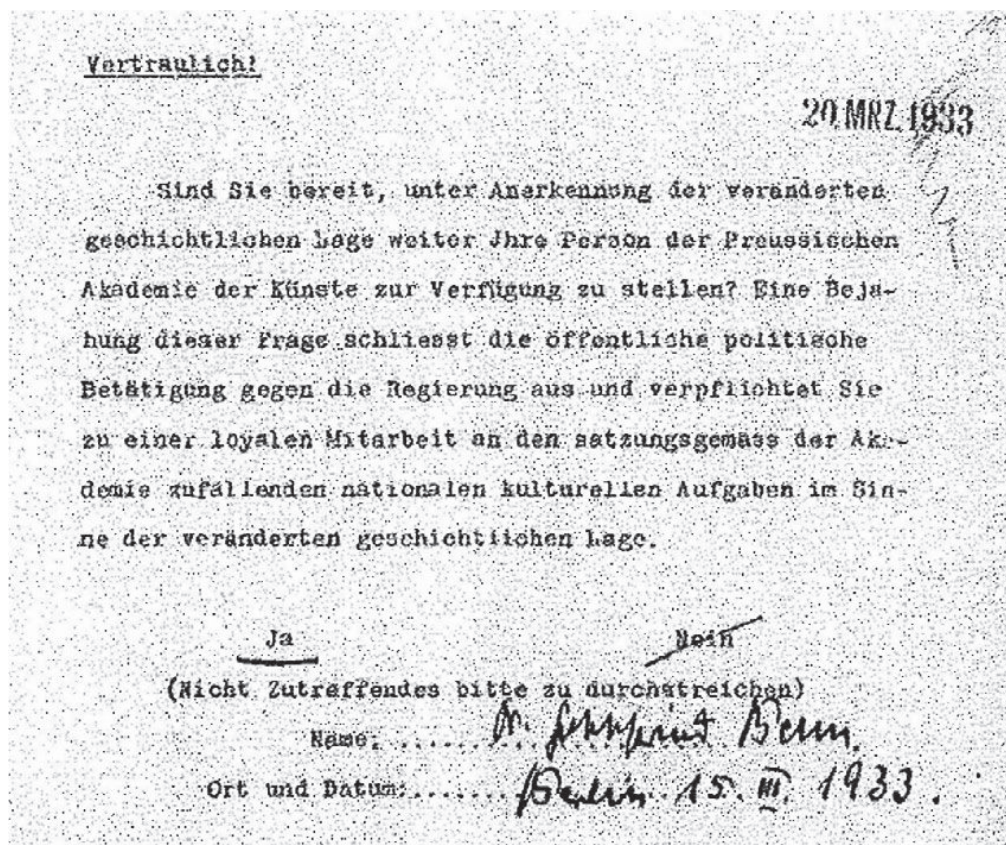 Vertraulich!
20. MRZ. 1933
Sind Sie bereit, unter Anerkennung der veränderten
geschichtlichen Lage weiter Jhre Person der Preussischen
Akademie der Künste zur Verfügung zu stellen? Eine Beja-
hung dieser Frage schliesst die öffentliche politische
Betätigung gegen die Regierung aus und verpflichtet Sie
zu einer loyalen Mitarbeit an den satzungsgemäss der Aka-
demie zufallenden nationalen kulturellen Aufgaben im Sin-
ne der veränderten geschichtlichen Lage.
Ja Nein
(Nicht Zutreffendes bitte zu durchstreichen)
Name: Dr. Gottfried Benn.
Ort und Datum: Berlin 15. III. 1933.